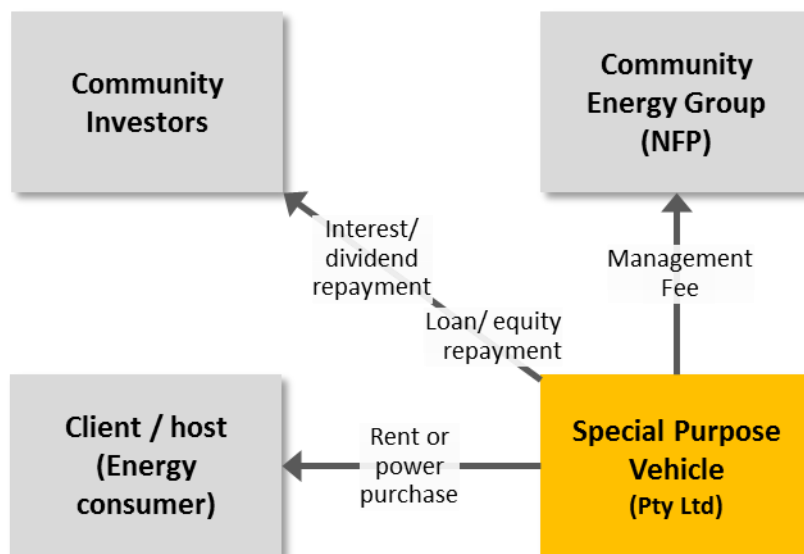 Community
Investors
Community
Energy Group
(NFP)
Interest/
dividend
repayment
Management
Fee
Loan/ equity
repayment
Client / host
(Energy
consumer)
Rent or
power
purchase
Special Purpose
Vehicle
(Pty Ltd)